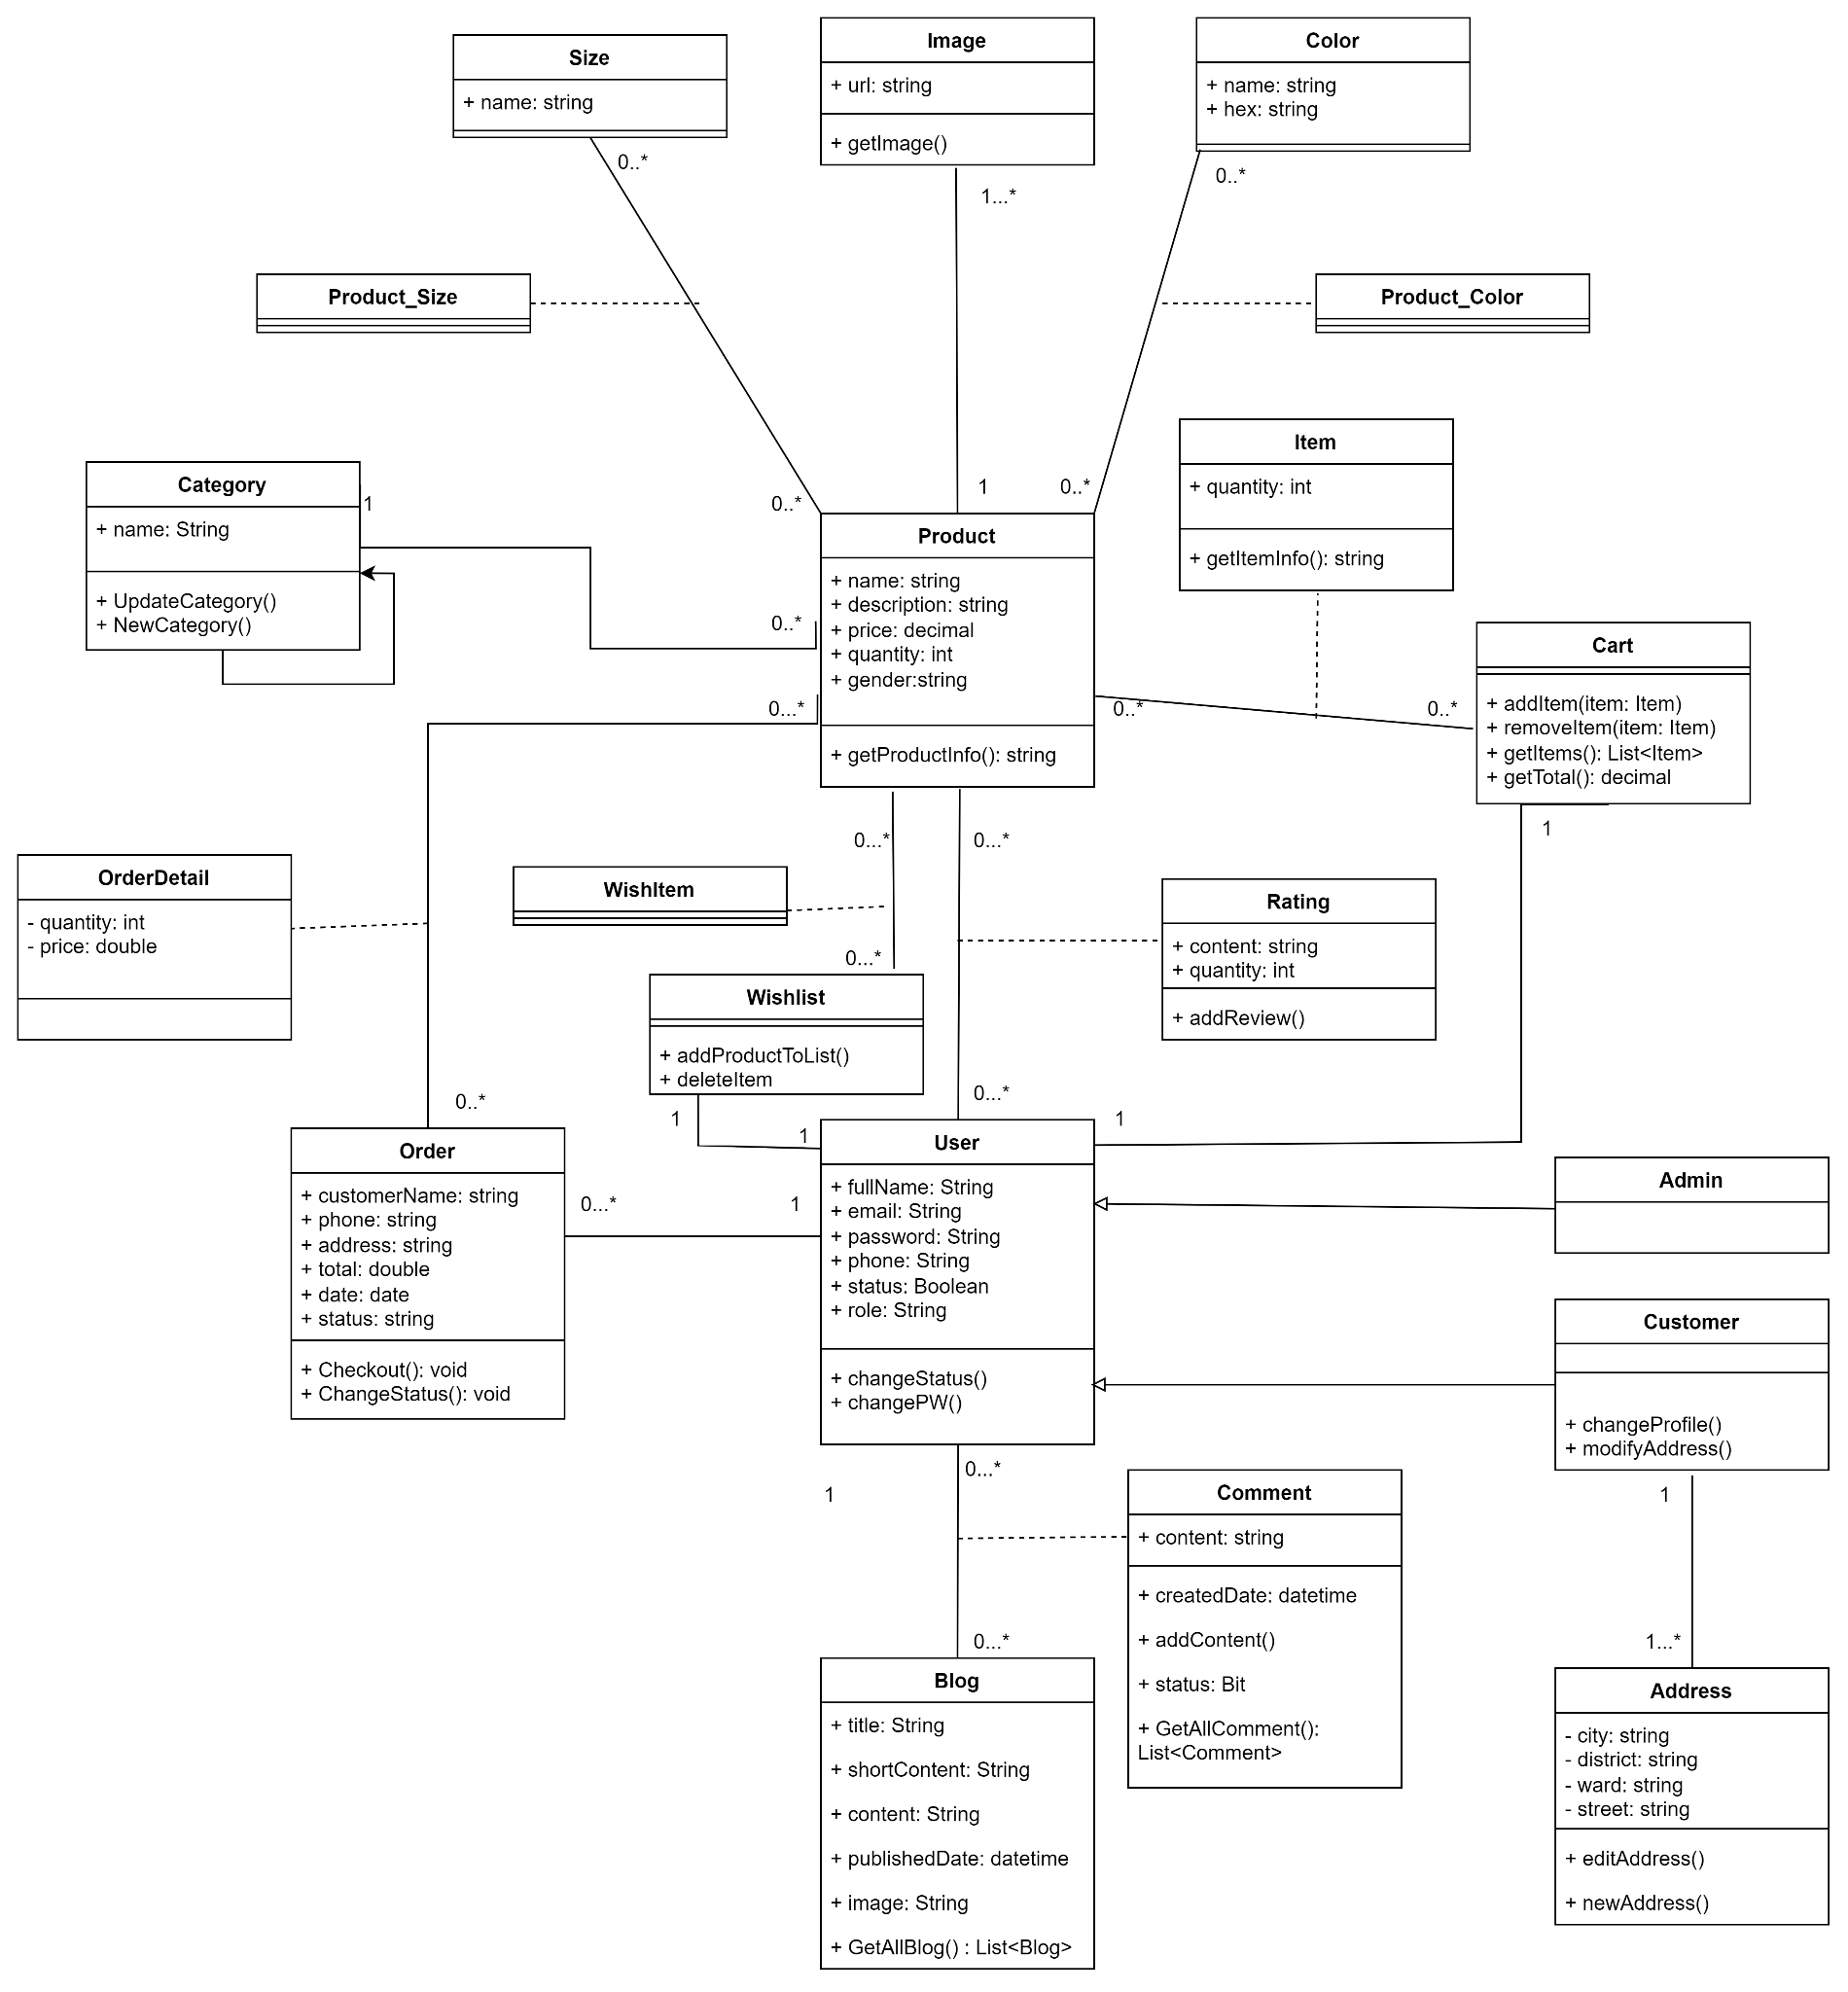 Size
+ name: string
0..*
Image
+ url: string
+ getImage()
1...*
Color
+ name: string
+ hex: string
0..*
Product_Size
Product_Color
Category
+ name: String
+ UpdateCategory()
+ NewCategory()
1
0..*
1
0..*
0..*
0...*
Product
+ name: string
+ description: string
+ price: decimal
+ quantity: int
+ gender:string
+ getProductInfo(): string
Item
+ quantity: int
+ getItemInfo(): string
0..*
0..*
Cart
+ addItem(item: Item)
+ removeItem(item: Item)
+ getItems(): List<Item>
+ getTotal(): decimal
1
0...*
0...*
OrderDetail
- quantity: int
- price: double
WishItem
0...*
Rating
+ content: string
+ quantity: int
+ addReview()
Wishlist
+ addProductToList()
+ deleteItem
0...*
0..*
1
1
1
Order
+ customerName: string
+ phone: string
+ address: string
+ total: double
+ date: date
+ status: string
+ Checkout(): void
+ ChangeStatus(): void
0...*
1
User
+ fullName: String
+ email: String
+ password: String
+ phone: String
+ status: Boolean
+ role: String
+ changeStatus()
+ changePW()
Admin
Customer
+ changeProfile()
+ modifyAddress()
0...*
1
1
Comment
+ content: string
+ createdDate: datetime
+ addContent()
+ status: Bit
+ GetAllComment():
List<Comment>
0...*
1...*
Blog
+ title: String
+ shortContent: String
+ content: String
+ publishedDate: datetime
+ image: String
+ GetAllBlog() : List<Blog>
Address
- city: string
- district: string
- ward: string
- street: string
+ editAddress()
+ newAddress()